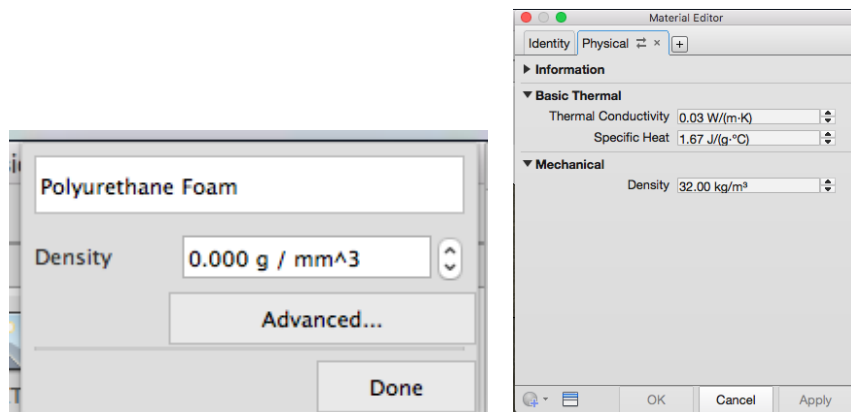 Polyurethane Foam
Density 0.000 g / mm^3
Advanced...
Done
Material Editor
Identity Physical ⇄ × +
Information
Basic Thermal
Thermal Conductivity 0.03 W/(m·K)
Specific Heat 1.67 J/(g·°C)
Mechanical
Density 32.00 kg/m³
OK Cancel Apply